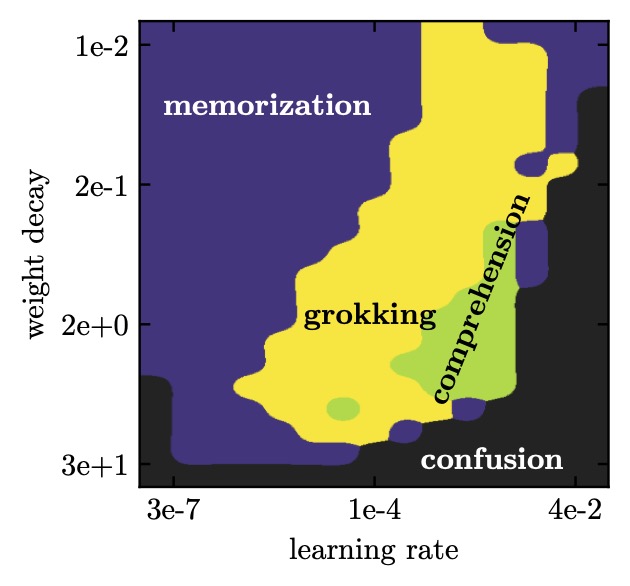 1e-2
memorization
2e-1
comprehension
weight decay
grokking
2e+0
confusion
3e+1
3e-7
1e-4
4e-2
learning rate